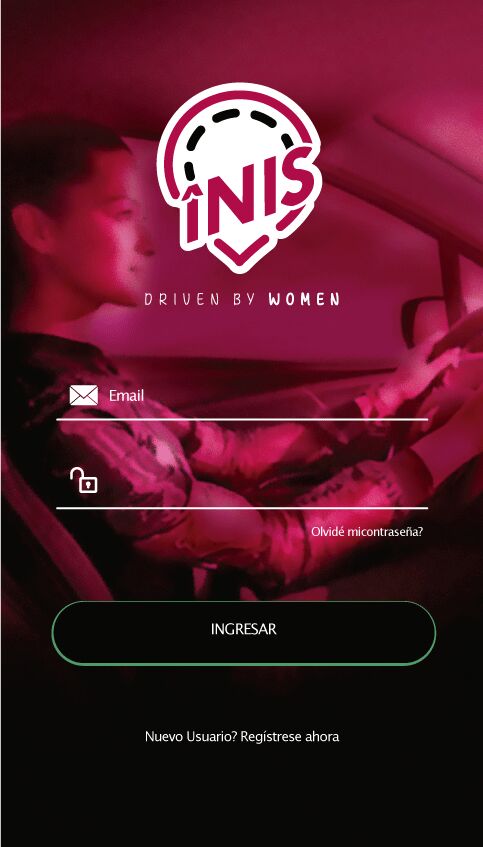 îNIS
DRIVEN BY WOMEN
Email
Olvidé micontraseña?
INGRESAR
Nuevo Usuario? Regístrese ahora